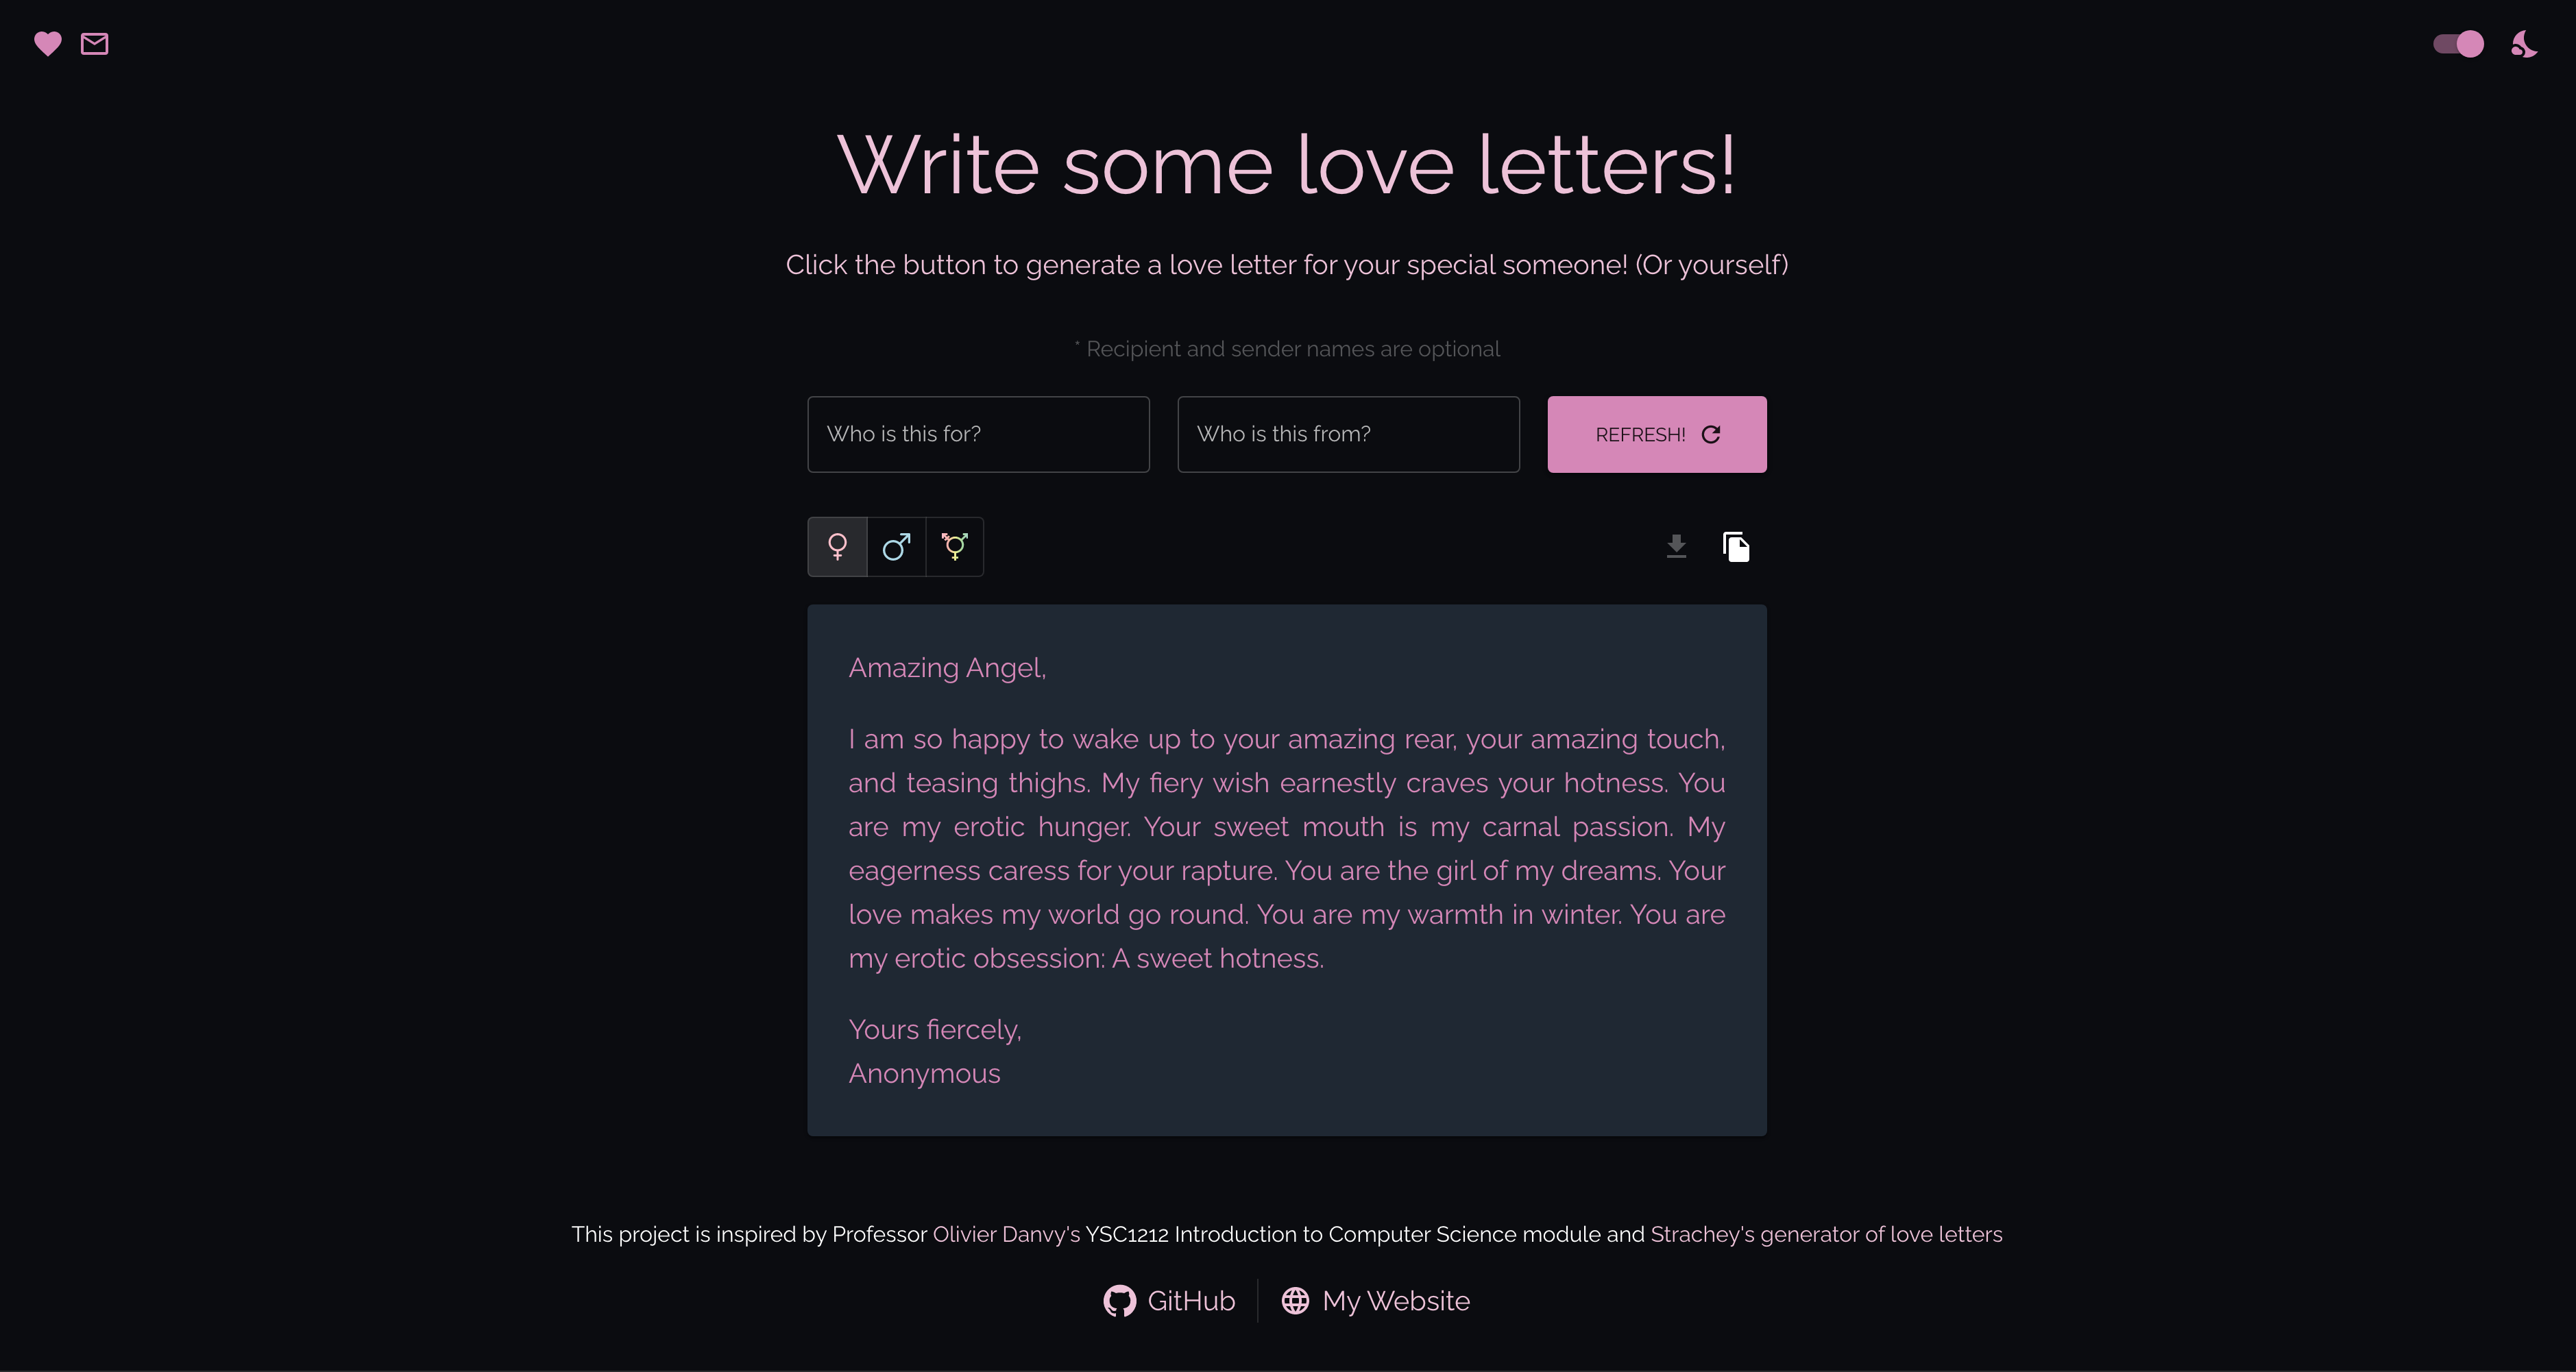 Write some love letters!
Click the button to generate a love letter for your special someone! (Or yourself)
* Recipient and sender names are optional
Who is this for?
Who is this from?
REFRESH!
Amazing Angel,
I am so happy to wake up to your amazing rear, your amazing touch,
and teasing thighs. My fiery wish earnestly craves your hotness. You
are my erotic hunger. Your sweet mouth is my carnal passion. My
eagerness caress for your rapture. You are the girl of my dreams. Your
love makes my world go round. You are my warmth in winter. You are
my erotic obsession: A sweet hotness.
Yours fiercely,
Anonymous
This project is inspired by Professor Olivier Danvy's YSC1212 Introduction to Computer Science module and Strachey's generator of love letters
GitHub
My Website